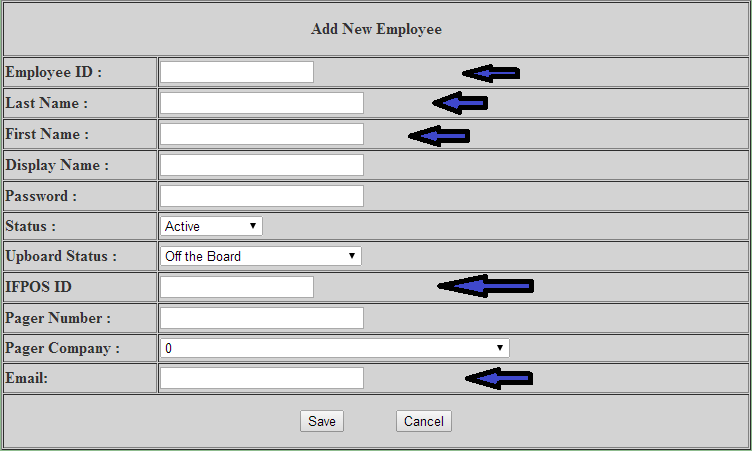 Add New Employee
Employee ID :
Last Name :
First Name :
Display Name :
Password :
Status : Active
Upboard Status : Off the Board
IFPOS ID
Pager Number :
Pager Company : 0
Email:
Save Cancel